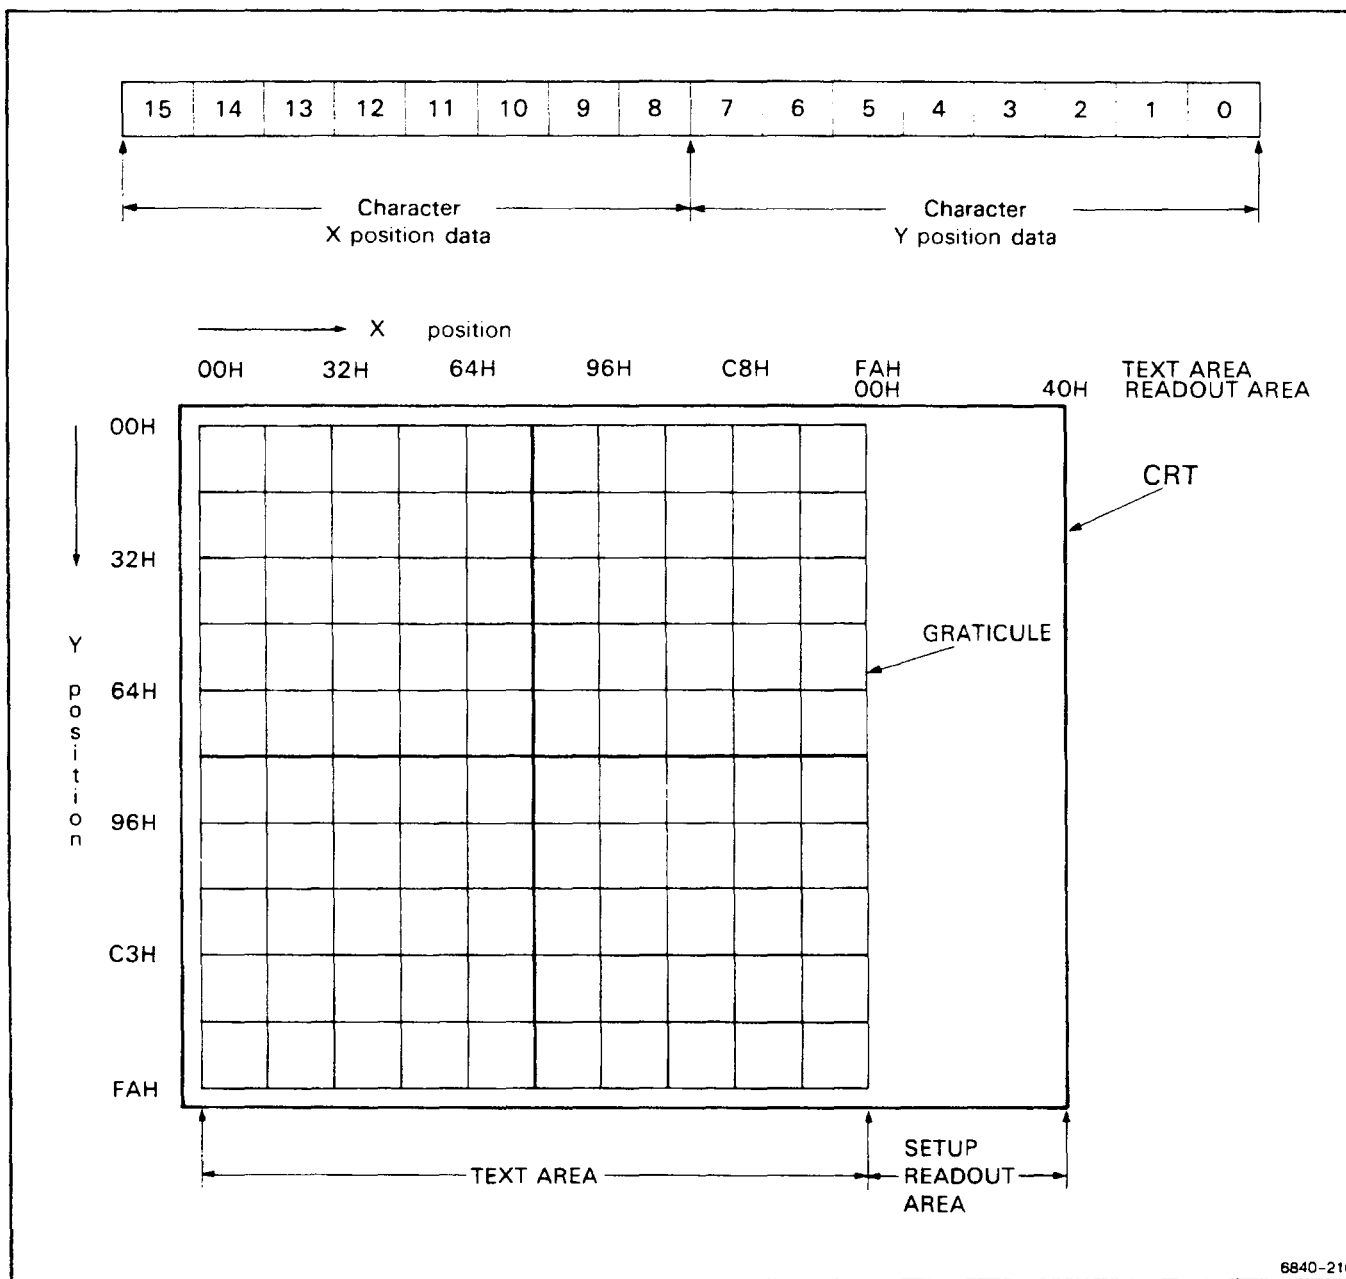 15 14 13 12 11 10 9 8 7 6 5 4 3 2 1 0
Character
X position data
Character
Y position data
X position
00H 32H 64H 96H C8H FAH TEXT AREA
00H 40H READOUT AREA
00H
32H
64H
96H
C3H
FAH
Y position
CRT
GRATICULE
TEXT AREA
SETUP
READOUT
AREA